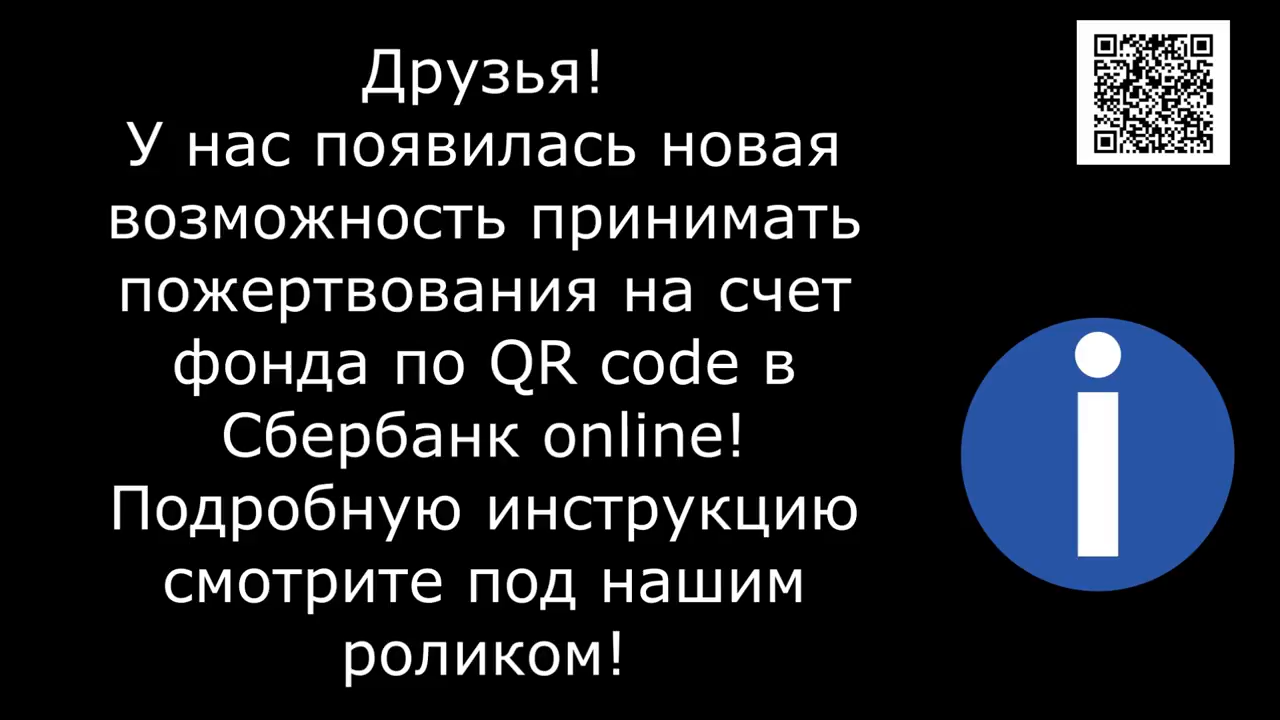 Друзья!
У нас появилась новая
возможность принимать
пожертвования на счет
фонда по QR code в
Сбербанк online!
Подробную инструкцию
смотрите под нашим
роликом!